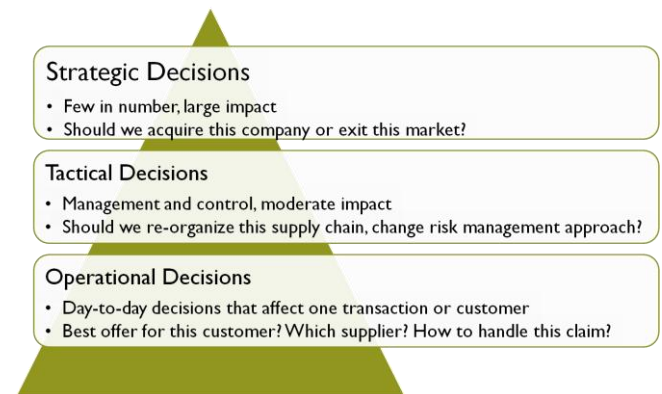 Strategic Decisions
• Few in number, large impact
• Should we acquire this company or exit this market?
Tactical Decisions
• Management and control, moderate impact
• Should we re-organize this supply chain, change risk management approach?
Operational Decisions
• Day-to-day decisions that affect one transaction or customer
• Best offer for this customer? Which supplier? How to handle this claim?